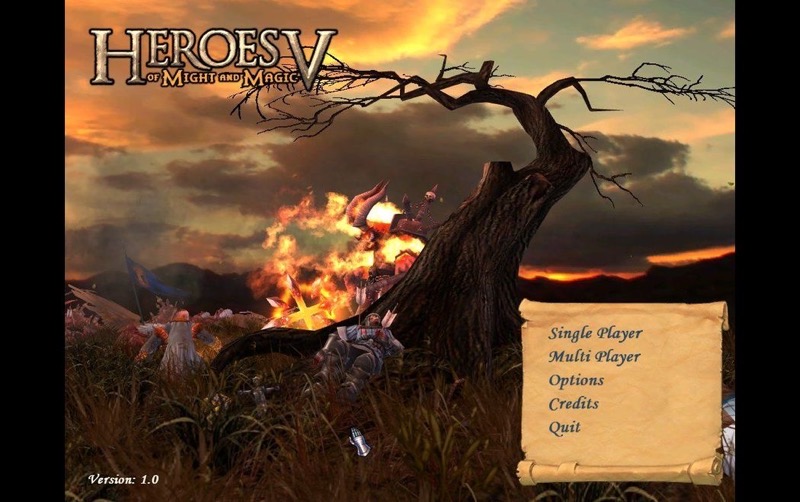 HEROES V
OF MIGHT AND MAGIC
Single Player
Multi Player
Options
Credits
Quit
Version: 1.0